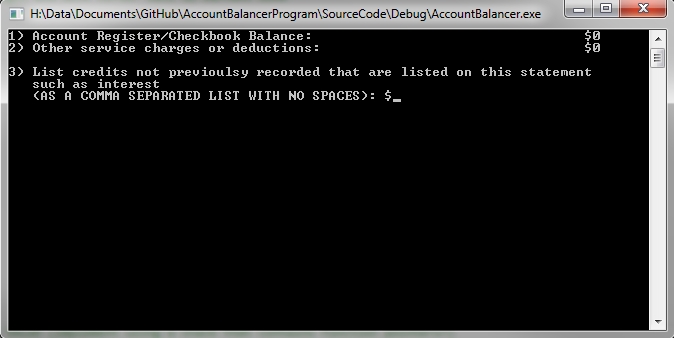 H:\Data\Documents\GitHub\AccountBalancerProgram\SourceCode\Debug\AccountBalancer.exe
1) Account Register/Checkbook Balance: $0
2) Other service charges or deductions: $0
3) List credits not previoulsy recorded that are listed on this statement
such as interest
(AS A COMMA SEPARATED LIST WITH NO SPACES): $_